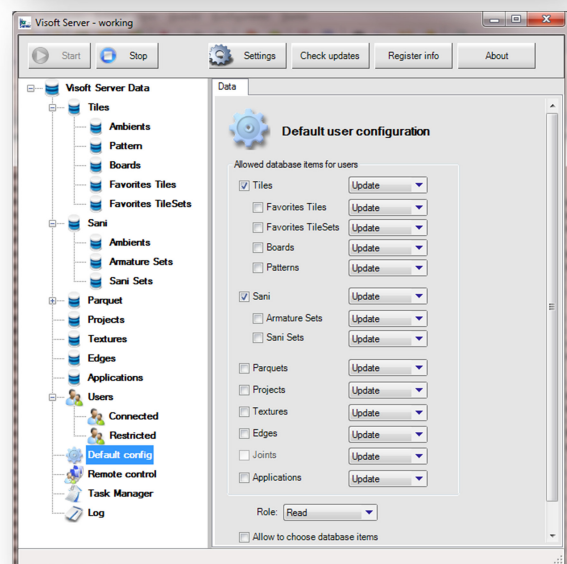 Visoft Server - working
Start Stop Settings Check updates Register info About
Visoft Server Data
Tiles
Ambients
Pattern
Boards
Favorites Tiles
Favorites TileSets
Sani
Ambients
Armature Sets
Sani Sets
Parquet
Projects
Textures
Edges
Applications
Users
Connected
Restricted
Default config
Remote control
Task Manager
Log
Data
Default user configuration
Allowed database items for users
Tiles Update
Favorites Tiles Update
Favorites TileSets Update
Boards Update
Patterns Update
Sani Update
Armature Sets Update
Sani Sets Update
Parquets Update
Projects Update
Textures Update
Edges Update
Joints Update
Applications Update
Role: Read
Allow to choose database items